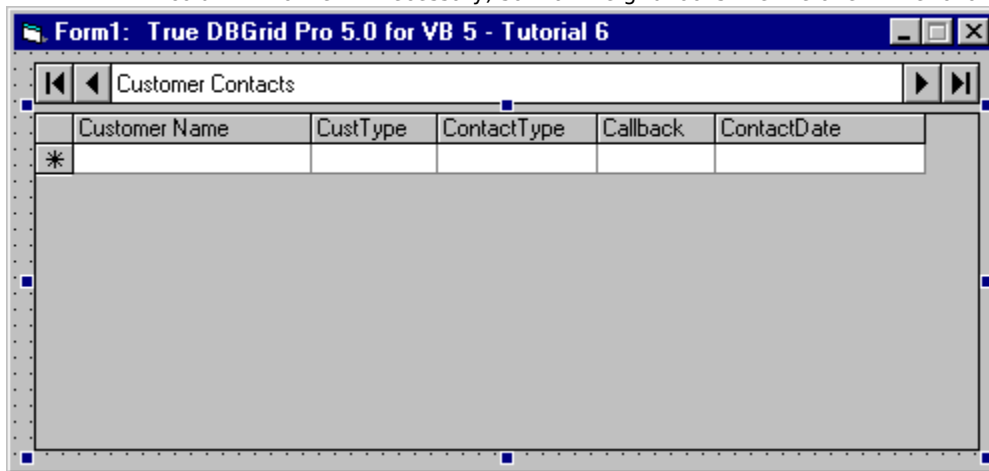 Form1: True DBGrid Pro 5.0 for VB 5 - Tutorial 6
Customer Contacts
Customer Name CustType ContactType Callback ContactDate